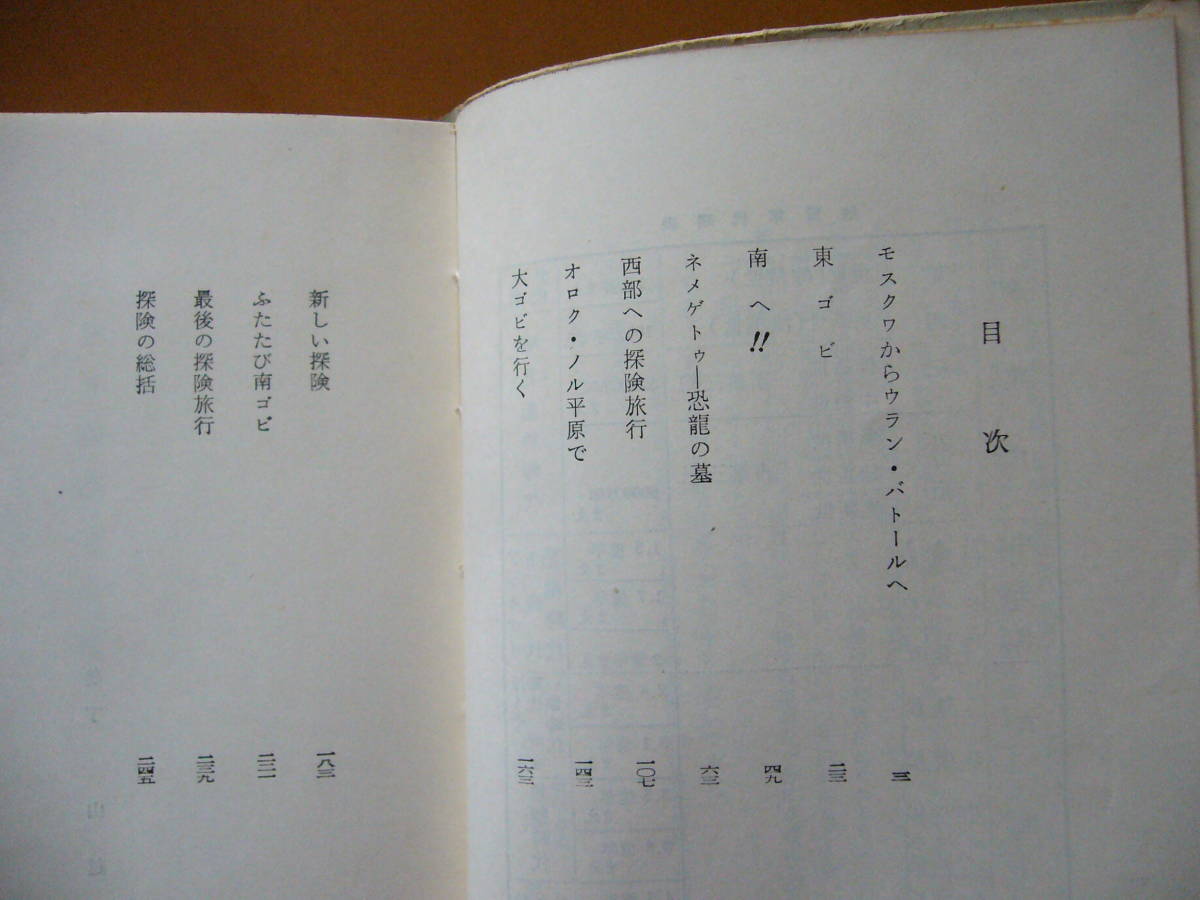 目次
モスクワからウラン・バートルへ 三
東ゴビ 二三
南へ!! 四九
ネメゲトゥ―恐龍の墓 六三
西部への探険旅行 一〇七
オロク・ノル平原で 一四三
大ゴビを行く 一六三
新しい探険 一八三
ふたたび南ゴビ
最後の探険旅行 二三九
探険の総括 二四五